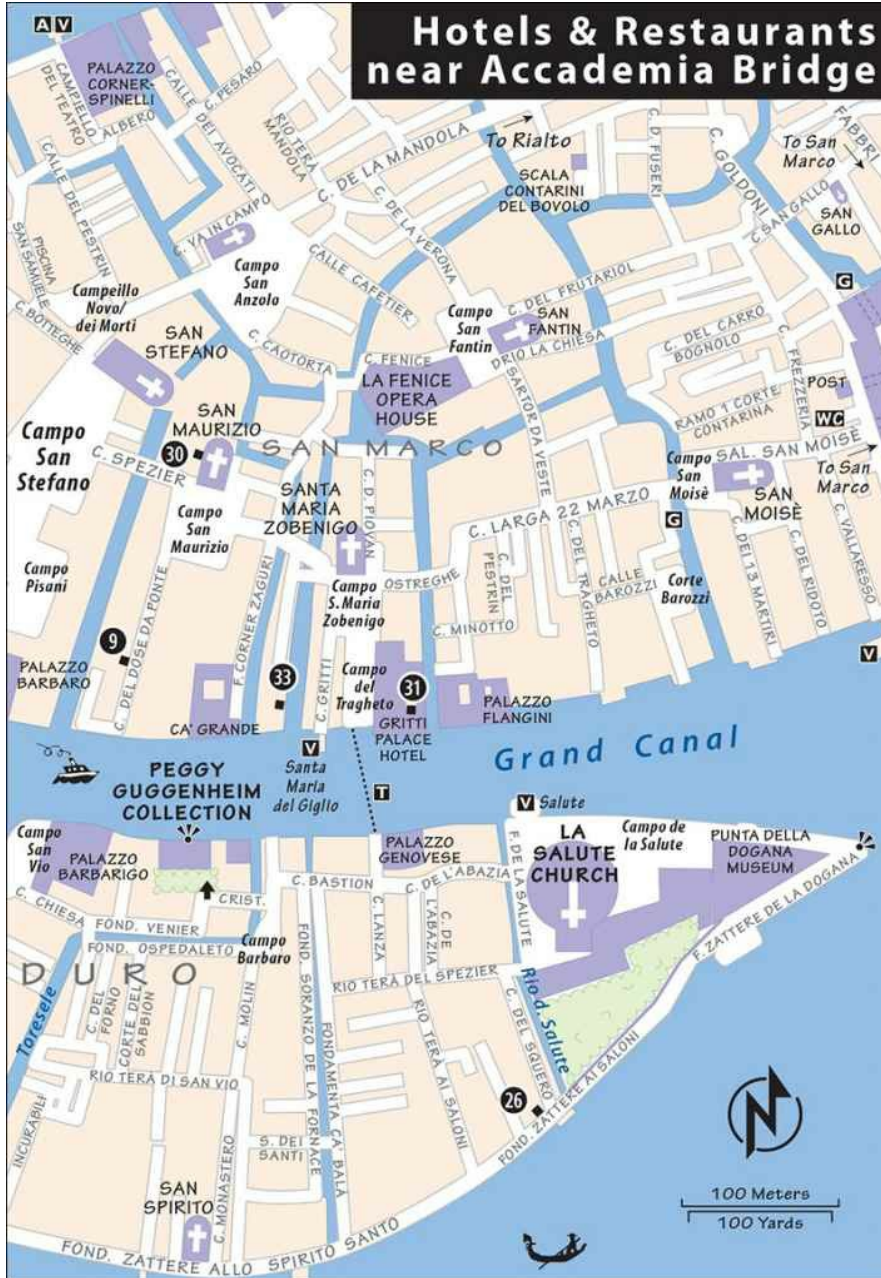 Hotels & Restaurants
near Accademia Bridge
A V
PALAZZO
CORNER-
SPINELLI
CAMPIELLO
DEL TEATRO
ALBERO
CALLE
DEI AVOCATI
C. PESARO
RIO TERA
MANDOLA
C. DE LA MANDOLA
To Rialto
SCALA
CONTARINI
DEL BOVOLO
C. D. FUSERI
C. GOLDONI
To San
Marco
FABBRI
C SAN GALLO
SAN
GALLO
G
CALLE DEL PESTRIN
PISCINA
SAN SAMUELE
C. VA IN CAMPO
Campo
San
Anzolo
CALLE CAFETIER
C. DE LA VERONA
Campo
San
Fantin
C. DEL FRUTARIOL
SAN
FANTIN
DRIO LA CHIESA
C. DEL CARRO
BOGNOLO
C. FREZZERIA
POST
WC
Campeillo
Novo/
dei Morti
C. BOTTEGHE
SAN
STEFANO
C. CAOTORTA
C. FENICE
LA FENICE
OPERA
HOUSE
SARTOR DA VESTE
RAMO 1 CORTE
CONTARINA
Campo
San
Stefano
SAN
MAURIZIO
30
SAN MARCO
C. SPEZIER
Campo
San
Maurizio
SANTA
MARIA
ZOBENIGO
C. D. PIOVAN
C. LARGA 22 MARZO
Campo
San
Moisè
SAL. SAN MOISE
SAN
MOISÈ
To San
Marco
G
Campo
Pisani
C. DEL DOSE DA PONTE
F. CORNER ZAGURI
Campo
S. Maria
Zobenigo
OSTREGHE
C. DEL
PESTRIN
C. MINOTTO
C. DEL TRAGHETO
CALLE
BAROZZI
Corte
Barozzi
C. DEL 13 MARTIRI
C. DEL RIDOTO
C. VALLARESSO
V
9
PALAZZO
BARBARO
CA' GRANDE
33
C. GRITTI
Campo
del
Tragheto
31
GRITTI
PALACE
HOTEL
PALAZZO
FLANGINI
Grand Canal
V
Santa
Maria
del Giglio
T
PEGGY
GUGGENHEIM
COLLECTION
Campo
San
Vio
PALAZZO
BARBARIGO
PALAZZO
GENOVESE
V Salute
LA
SALUTE
CHURCH
Campo de
la Salute
PUNTA DELLA
DOGANA
MUSEUM
F. ZATTERE DE LA DOGANA
F. DE LA SALUTE
C. CHIESA
CRIST.
FOND. VENIER
FOND. OSPEDALETO
Campo
Barbaro
C. BASTION
C. LANZA
C. DE L'ABAZIA
C. DE
L'ABAZIA
DURO
Toresele
C. DEL
FORNO
CORTE DEL
SABBION
C. MOLIN
FOND. SORANZO DE LA FORNACE
FONDAMENTA CA' BALA
RIO TERÀ DEL SPEZIER
RIO TERÀ AI SALONI
C. DEL SQUERO
Rio d. Salute
FOND. ZATTERE AI SALONI
26
RIO TERÀ DI SAN VIO
INCURABILI
S. DEI
SANTI
C. MONASTERO
SAN
SPIRITO
FOND. ZATTERE ALLO SPIRITO SANTO
N
100 Meters
100 Yards